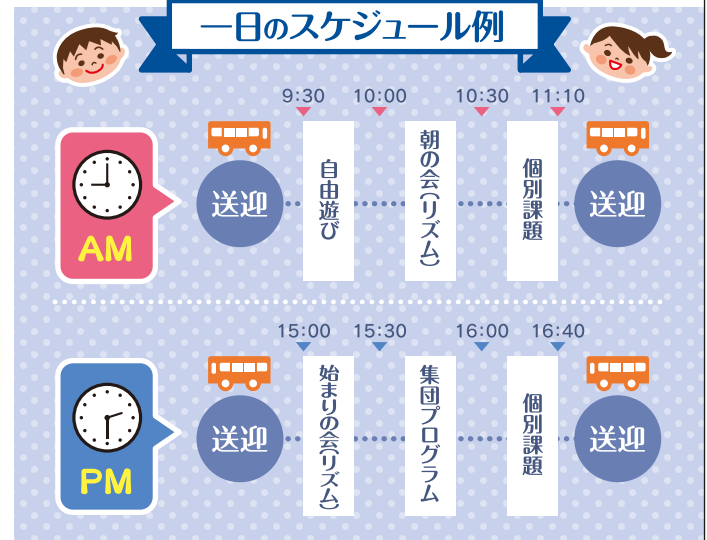 一日のスケジュール例
9:30
10:00
10:30
11:10
AM
送迎
自由遊び
朝の会(リズム)
個別課題
送迎
15:00
15:30
16:00
16:40
PM
送迎
始まりの会(リズム)
集団プログラム
個別課題
送迎